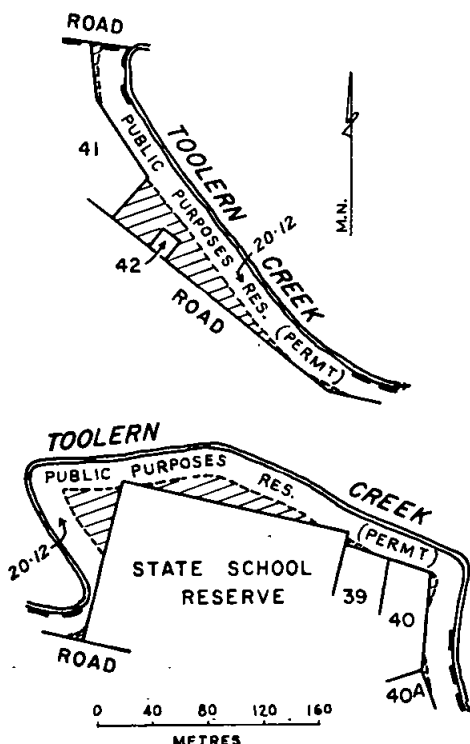 ROAD
41
PUBLIC PURPOSES RES. (PERMT)
TOOLERN CREEK
20·12
M.N.
42
ROAD
TOOLERN CREEK
PUBLIC PURPOSES RES. (PERMT)
20·12
STATE SCHOOL
RESERVE
39
40
ROAD
40A
0 40 80 120 160
METRES